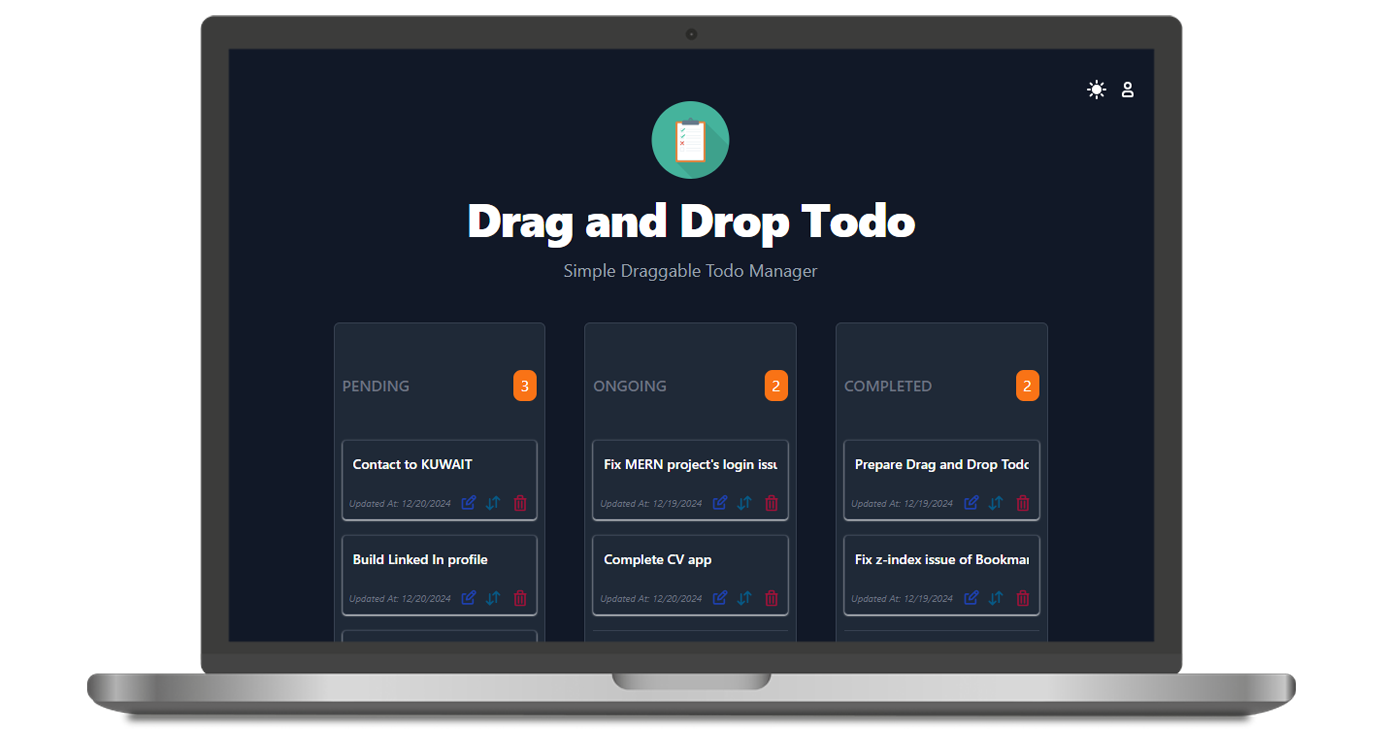 Drag and Drop Todo
Simple Draggable Todo Manager
PENDING 3
Contact to KUWAIT
Updated At: 12/20/2024
Build Linked In profile
Updated At: 12/20/2024
ONGOING 2
Fix MERN project's login issu
Updated At: 12/19/2024
Complete CV app
Updated At: 12/20/2024
COMPLETED 2
Prepare Drag and Drop Todo
Updated At: 12/19/2024
Fix z-index issue of Bookmar
Updated At: 12/19/2024